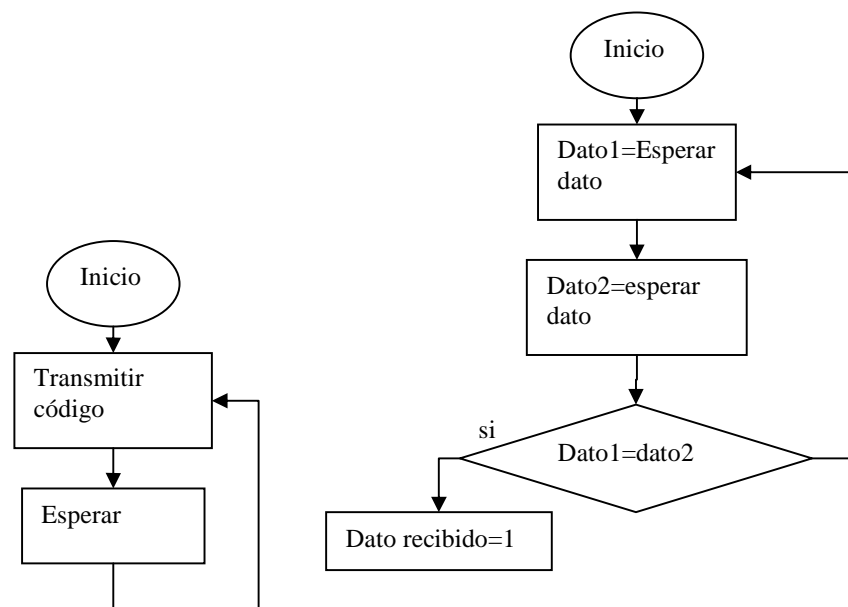 Inicio
Transmitir
código
Esperar
Inicio
Dato1=Esperar
dato
Dato2=esperar
dato
si
Dato1=dato2
Dato recibido=1